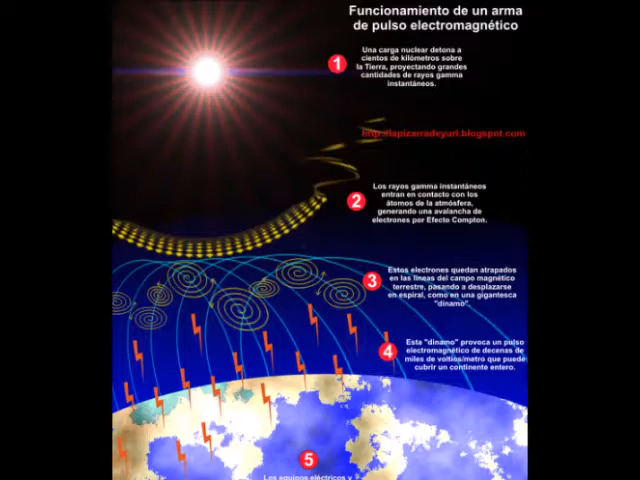 Funcionamiento de un arma
de pulso electromagnético
1
Una carga nuclear detona a
cientos de kilómetros sobre
la Tierra, proyectando grandes
cantidades de rayos gamma
instantáneos.
http://lapizarradeyuri.blogspot.com
2
Los rayos gamma instantáneos
entran en contacto con los
átomos de la atmósfera,
generando una avalancha de
electrones por Efecto Compton.
3
Estos electrones quedan atrapados
en las líneas del campo magnético
terrestre, pasando a desplazarse
en espiral, como en una gigantesca
"dinamo".
4
Esta "dinamo" provoca un pulso
electromagnético de decenas de
miles de voltios/metro que puede
cubrir un continente entero.
5
Los equipos eléctricos y